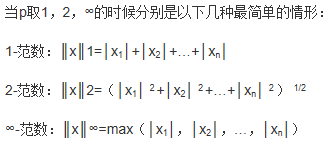 当p取1，2，∞的时候分别是以下几种最简单的情形：
1-范数：║x║1=│x₁│+│x₂│+…+│xₙ│
2-范数：║x║2=（│x₁│²+│x₂│²+…+│xₙ│²）¹/²
∞-范数：║x║∞=max（│x₁│，│x₂│，…，│xₙ│）